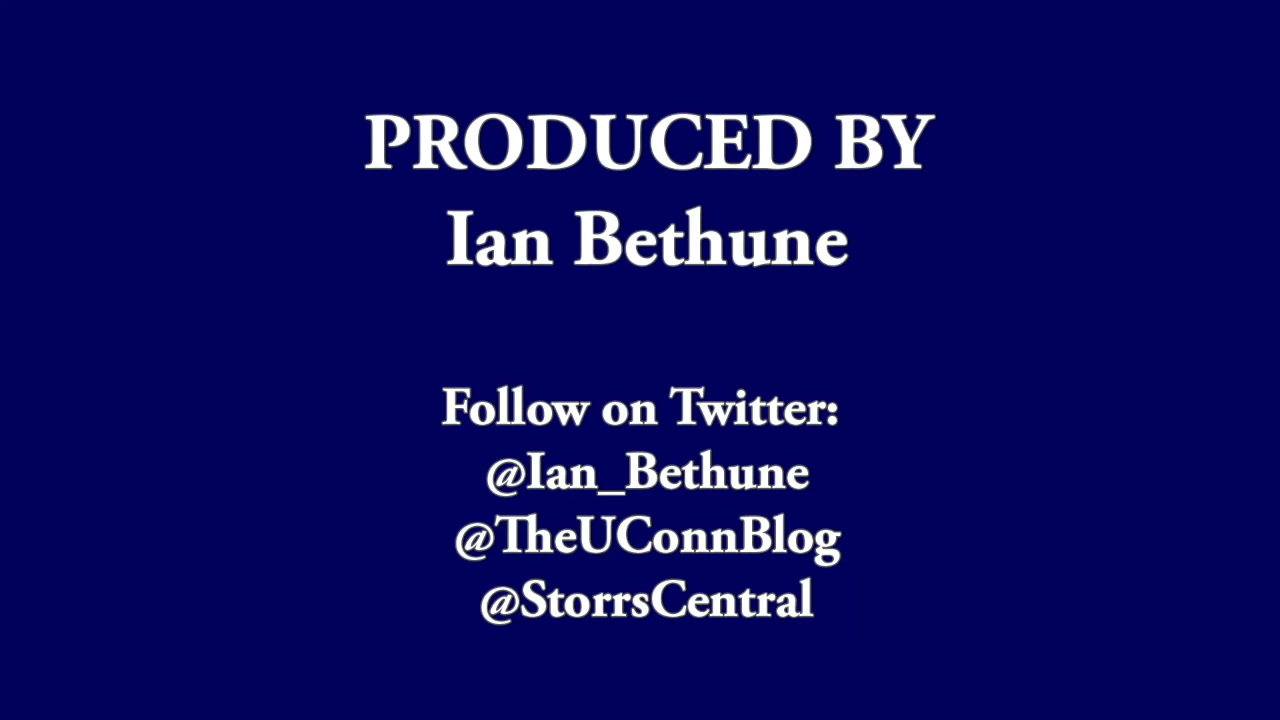 PRODUCED BY
Ian Bethune
Follow on Twitter:
@Ian_Bethune
@TheUConnBlog
@StorrsCentral